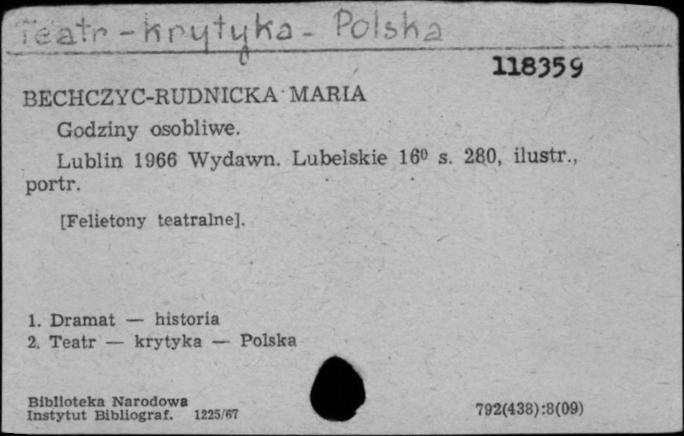 Teatr - krytyka - Polska
118359
BECHCZYC-RUDNICKA MARIA
Godziny osobliwe.
Lublin 1966 Wydawn. Lubelskie 16⁰ s. 280, ilustr.,
portr.
[Felietony teatralne].
1. Dramat — historia
2. Teatr — krytyka — Polska
Biblioteka Narodowa
Instytut Bibliograf. 1225/67
792(438):8(09)